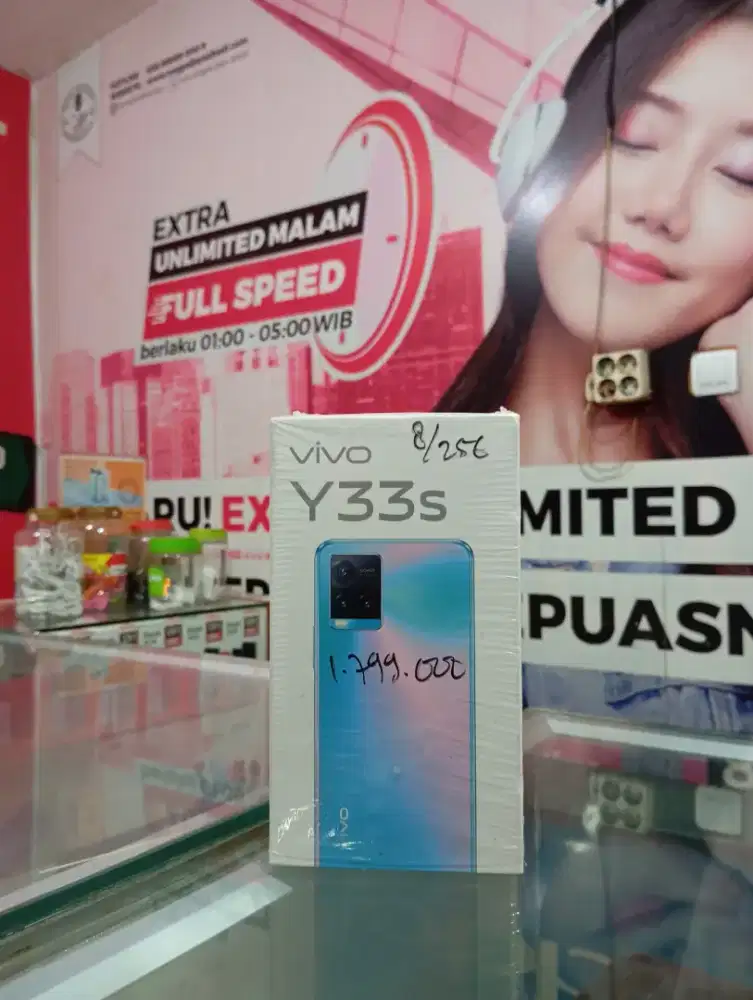 EXTRA
UNLIMITED MALAM
FULL SPEED
berlaku 01:00 - 05:00 WIB
vivo
8/256
Y33s
1.799.000
vivo
RU! EX
MITED
EPUASN